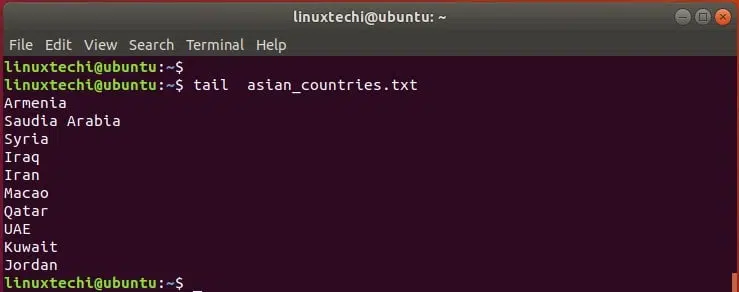 linuxtechi@ubuntu: ~
File Edit View Search Terminal Help
linuxtechi@ubuntu:~$
linuxtechi@ubuntu:~$ tail  asian_countries.txt
Armenia
Saudia Arabia
Syria
Iraq
Iran
Macao
Qatar
UAE
Kuwait
Jordan
linuxtechi@ubuntu:~$ _